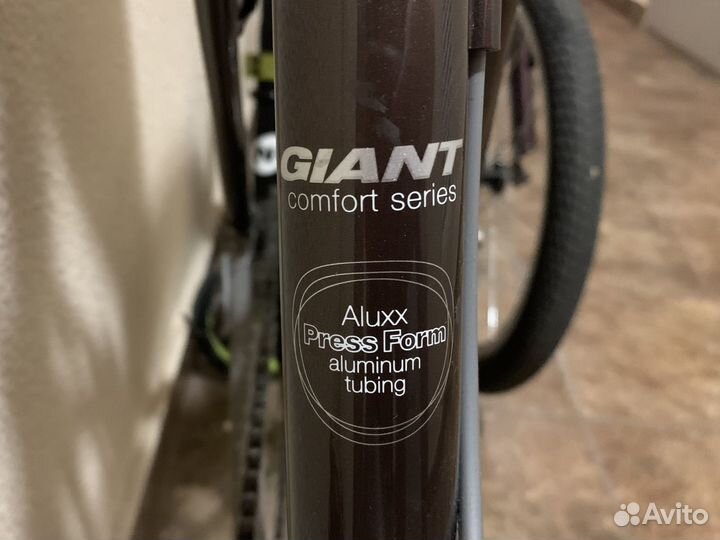 GIANT
comfort series
Aluxx
Press Form
aluminum
tubing
Avito